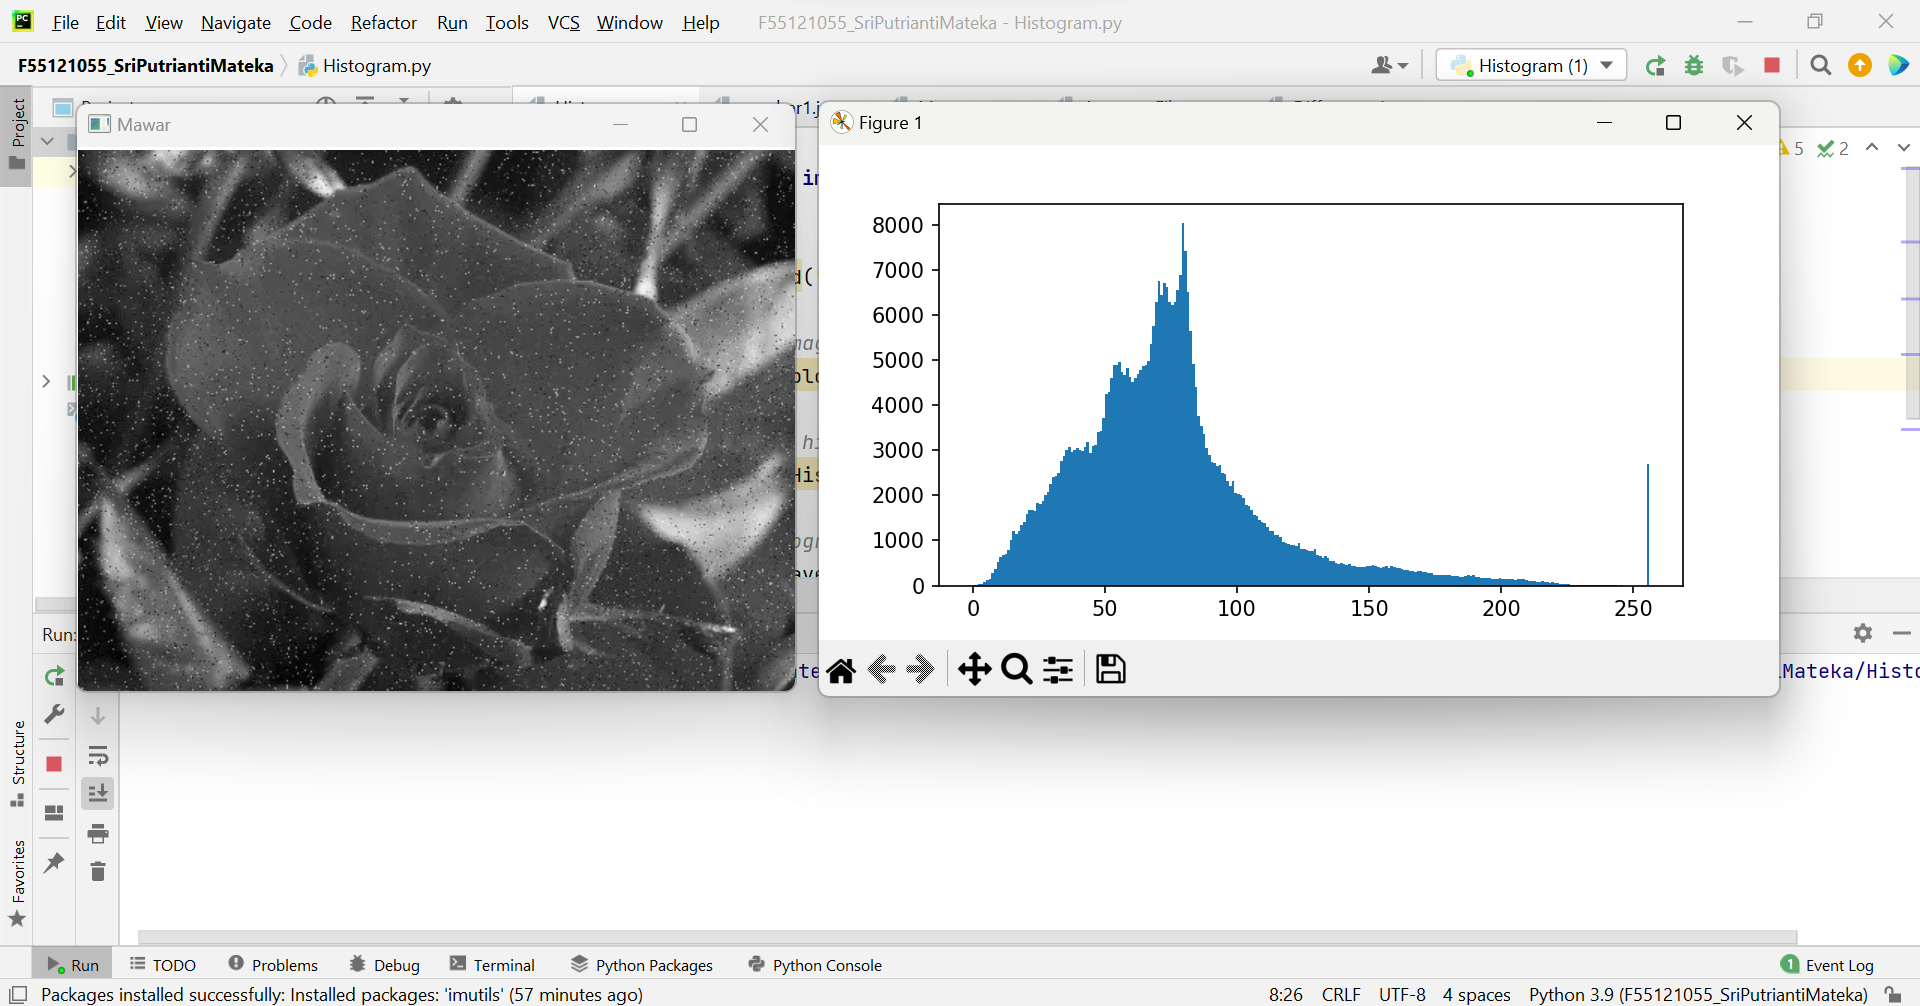 PC File Edit View Navigate Code Refactor Run Tools VCS Window Help F55121055_SriPutriantiMateka - Histogram.py
F55121055_SriPutriantiMateka Histogram.py Histogram (1)
Project
Mawar
Figure 1
5 2
8000
7000
6000
5000
4000
3000
2000
1000
0
0 50 100 150 200 250
Run:
Mateka/Histo
Structure
Favorites
Run TODO Problems Debug Terminal Python Packages Python Console 1 Event Log
Packages installed successfully: Installed packages: 'imutils' (57 minutes ago) 8:26 CRLF UTF-8 4 spaces Python 3.9 (F55121055_SriPutriantiMateka)